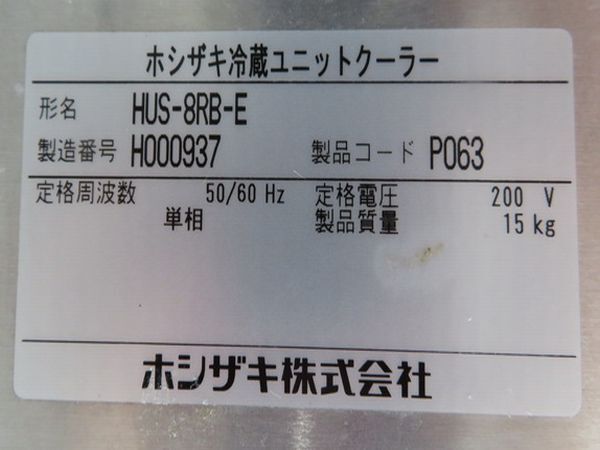 ホシザキ冷蔵ユニットクーラー
形名 HUS-8RB-E
製造番号 H000937 製品コード P063
定格周波数 50/60 Hz 定格電圧 200 V
単相 製品質量 15 kg
ホシザキ株式会社